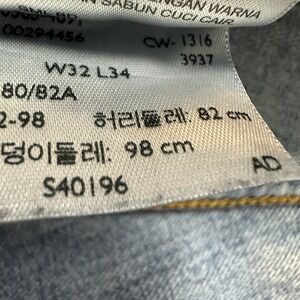 NGAN WARNA
N SABUN CUCI CAIR
00294456
CW-1316
3937
W32 L34
80/82A
2-98 허리둘레: 82 cm
덩이둘레: 98 cm
AD
S40196